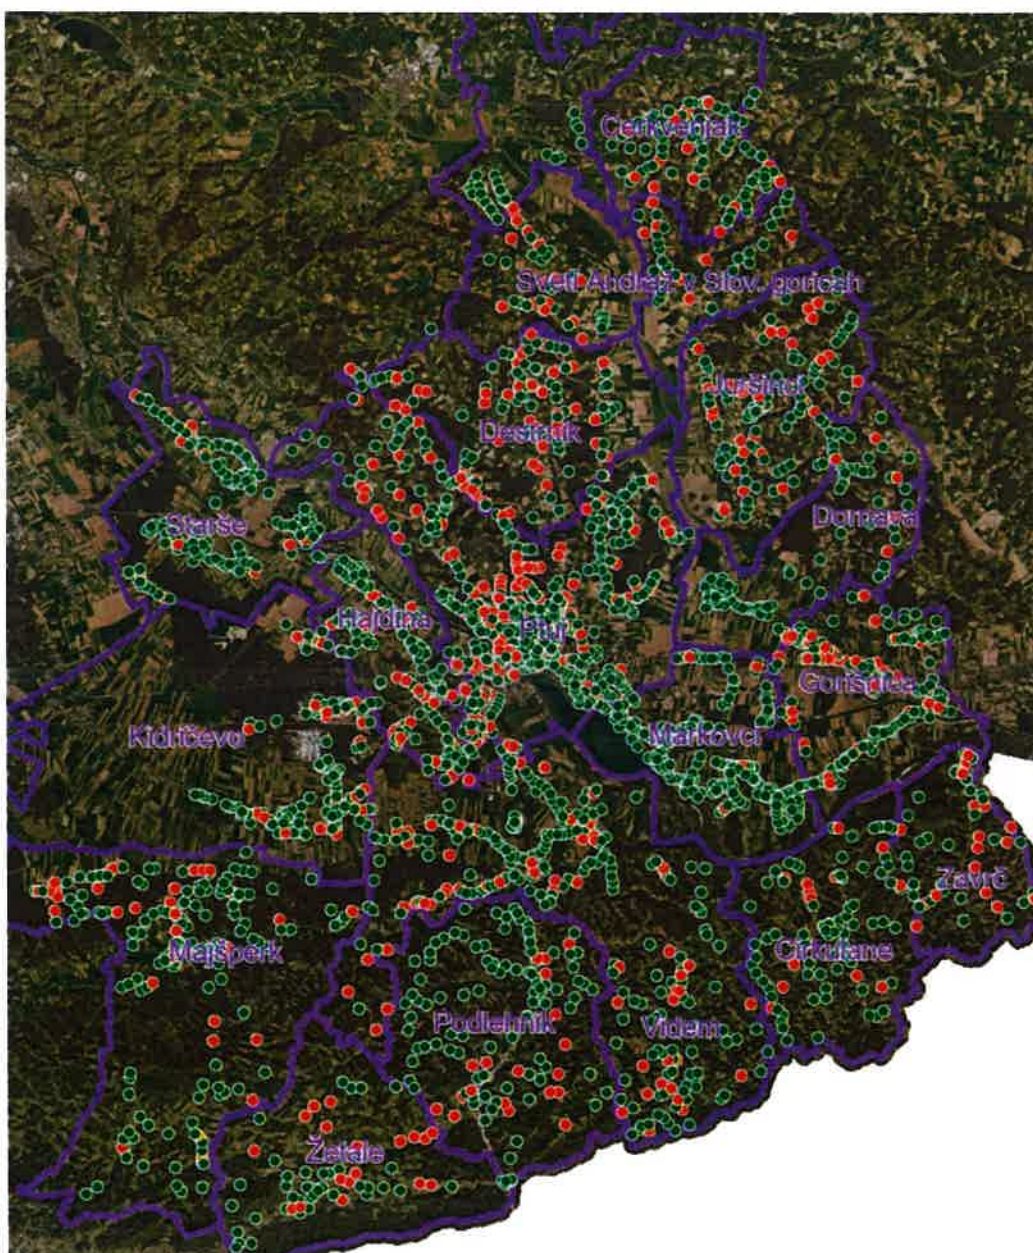 Cerkvenjak
Sveti Andraž v Slov. goricah
Juršinci
Destrnik
Dornava
Starše
Hajdina
Ptuj
Gorišnica
Kidričevo
Markovci
Zavrč
Majšperk
Cirkulane
Podlehnik
Videm
Žetale